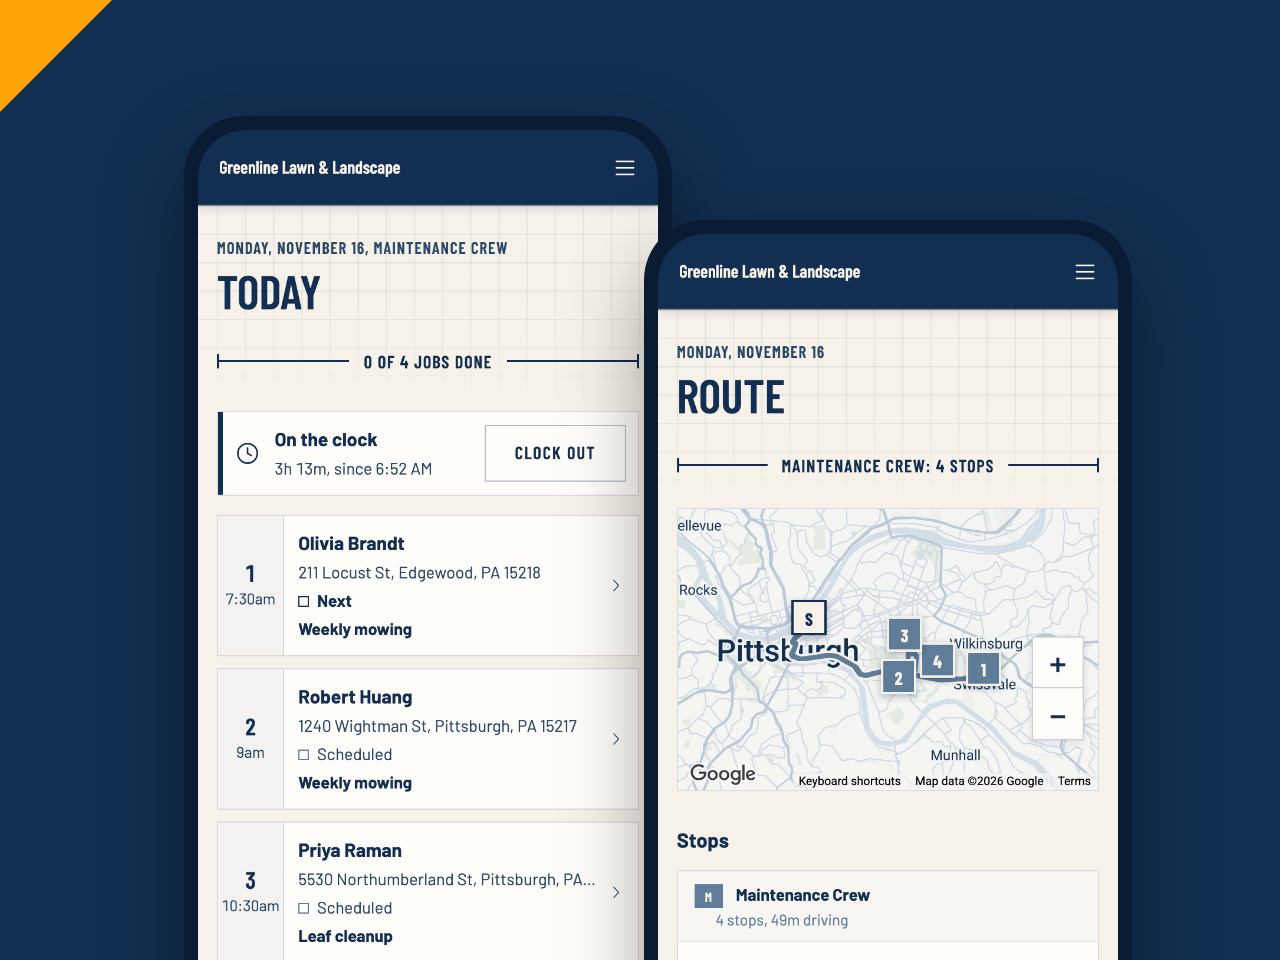 Greenline Lawn & Landscape
MONDAY, NOVEMBER 16, MAINTENANCE CREW
TODAY
0 OF 4 JOBS DONE
On the clock
3h 13m, since 6:52 AM
CLOCK OUT
1
7:30am
Olivia Brandt
211 Locust St, Edgewood, PA 15218
Next
Weekly mowing
2
9am
Robert Huang
1240 Wightman St, Pittsburgh, PA 15217
Scheduled
Weekly mowing
3
10:30am
Priya Raman
5530 Northumberland St, Pittsburgh, PA...
Scheduled
Leaf cleanup
Greenline Lawn & Landscape
MONDAY, NOVEMBER 16
ROUTE
MAINTENANCE CREW: 4 STOPS
ellevue
Rocks
S
Pittsburgh
3
Wilkinsburg
4
1
2
Swissvale
+
−
Munhall
Google
Keyboard shortcuts
Map data ©2026 Google
Terms
Stops
M
Maintenance Crew
4 stops, 49m driving